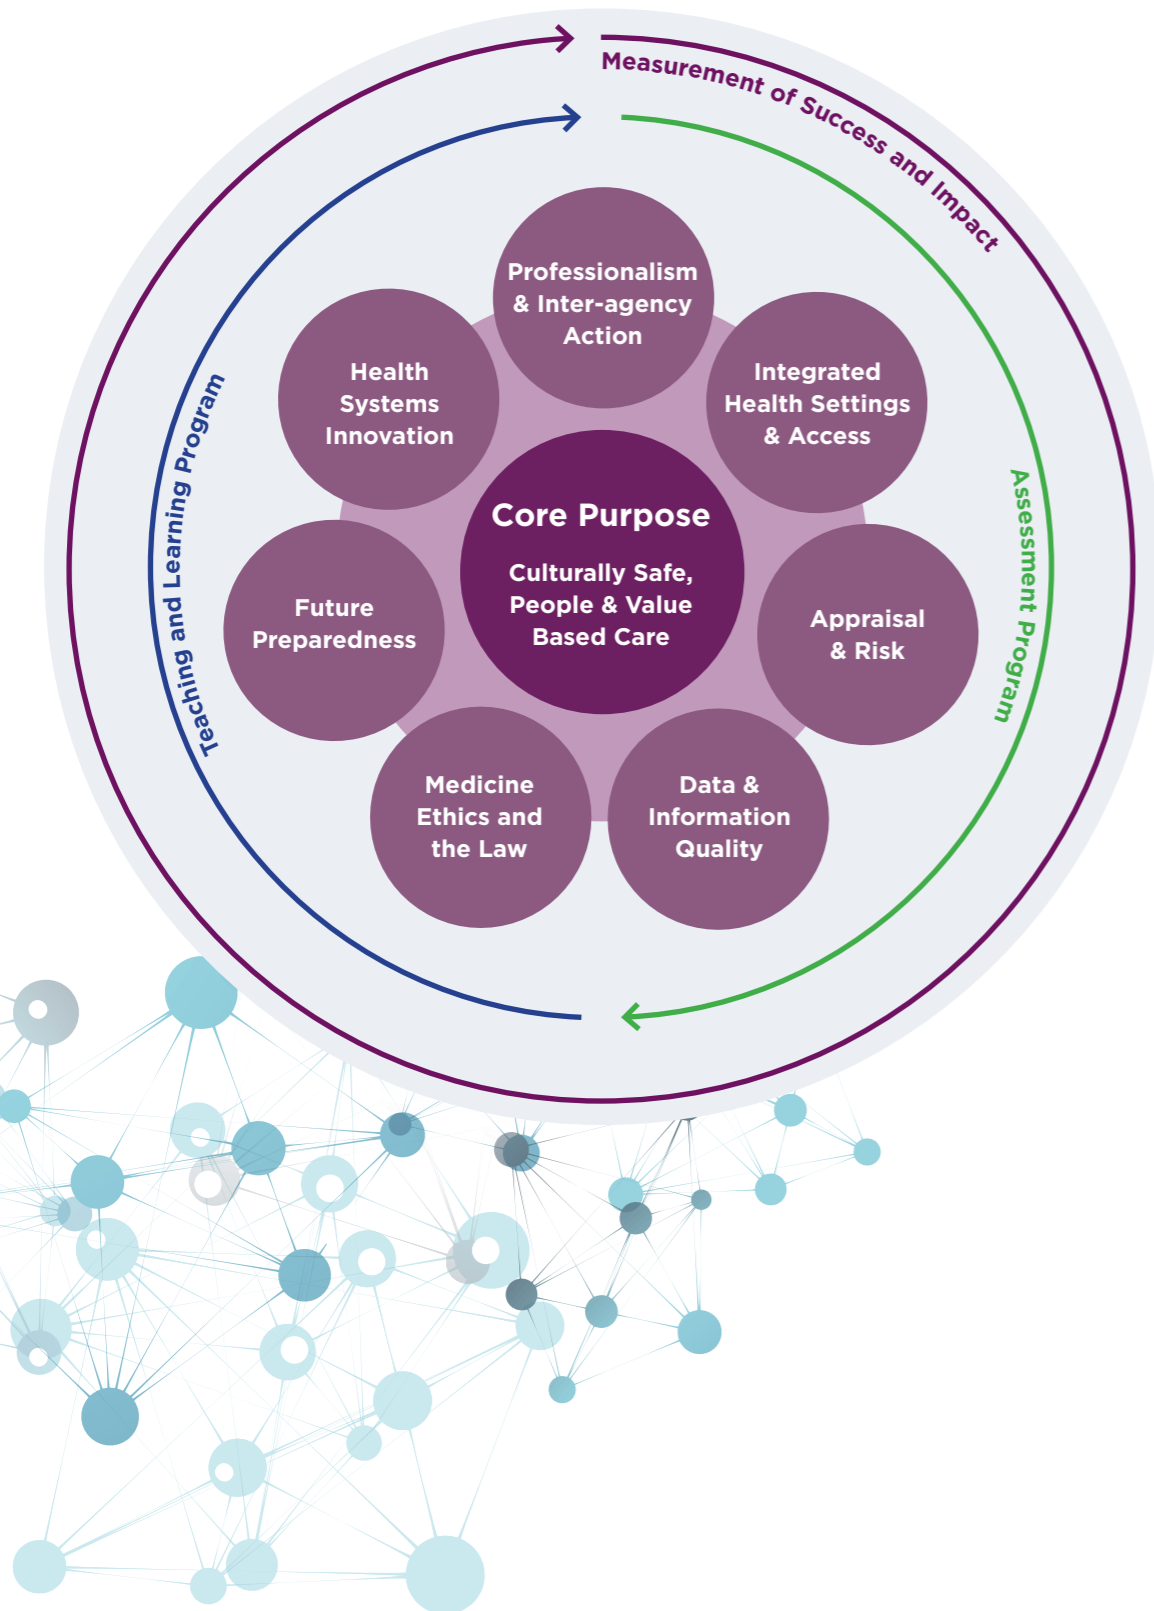 Measurement of Success and Impact
Professionalism
& Inter-agency
Action
Health
Systems
Innovation
Integrated
Health Settings
& Access
Teaching and Learning Program
Core Purpose
Culturally Safe,
People & Value
Based Care
Assessment Program
Future
Preparedness
Appraisal
& Risk
Medicine
Ethics and
the Law
Data &
Information
Quality